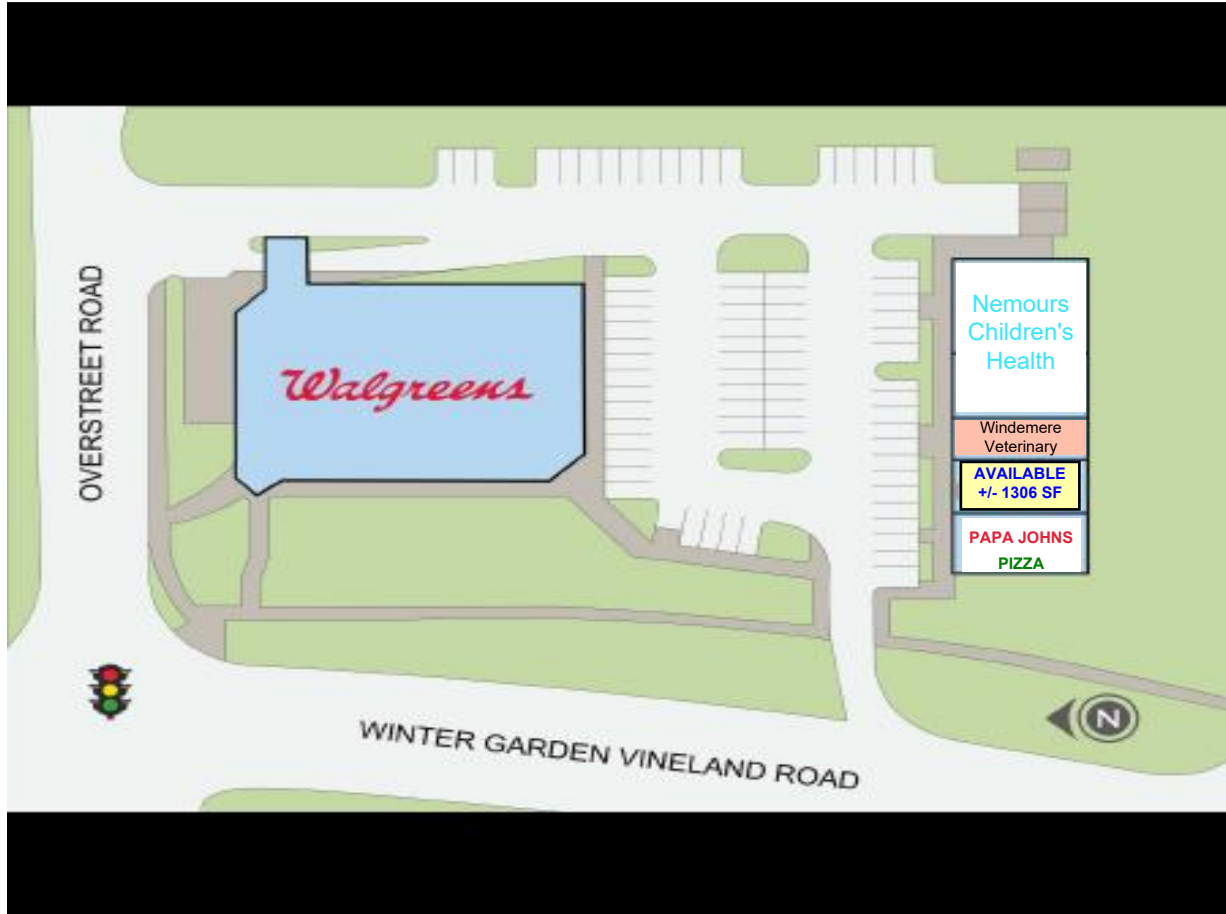 OVERSTREET ROAD
Walgreens
Nemours
Children's
Health
Windemere
Veterinary
AVAILABLE
+/- 1306 SF
PAPA JOHNS
PIZZA
N
WINTER GARDEN VINELAND ROAD